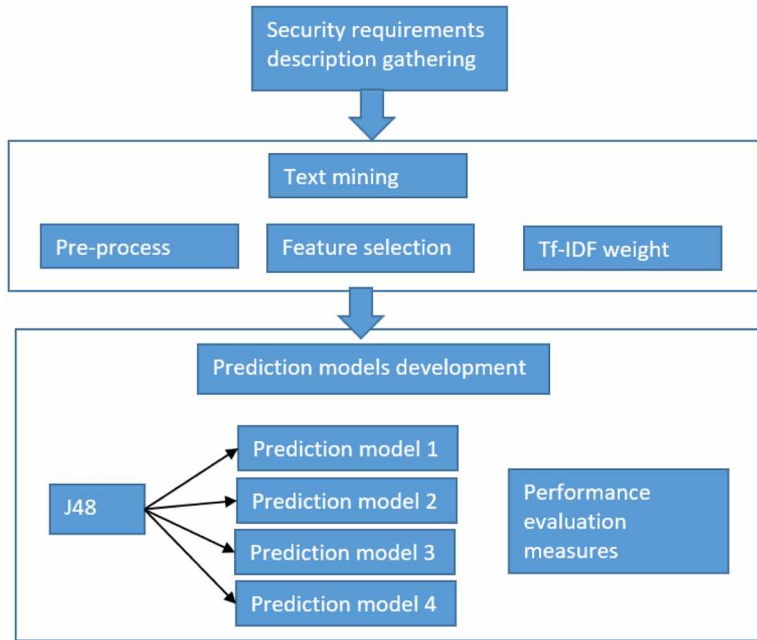 Security requirements
description gathering
Text mining
Pre-process
Feature selection
Tf-IDF weight
Prediction models development
J48
Prediction model 1
Prediction model 2
Prediction model 3
Prediction model 4
Performance
evaluation
measures